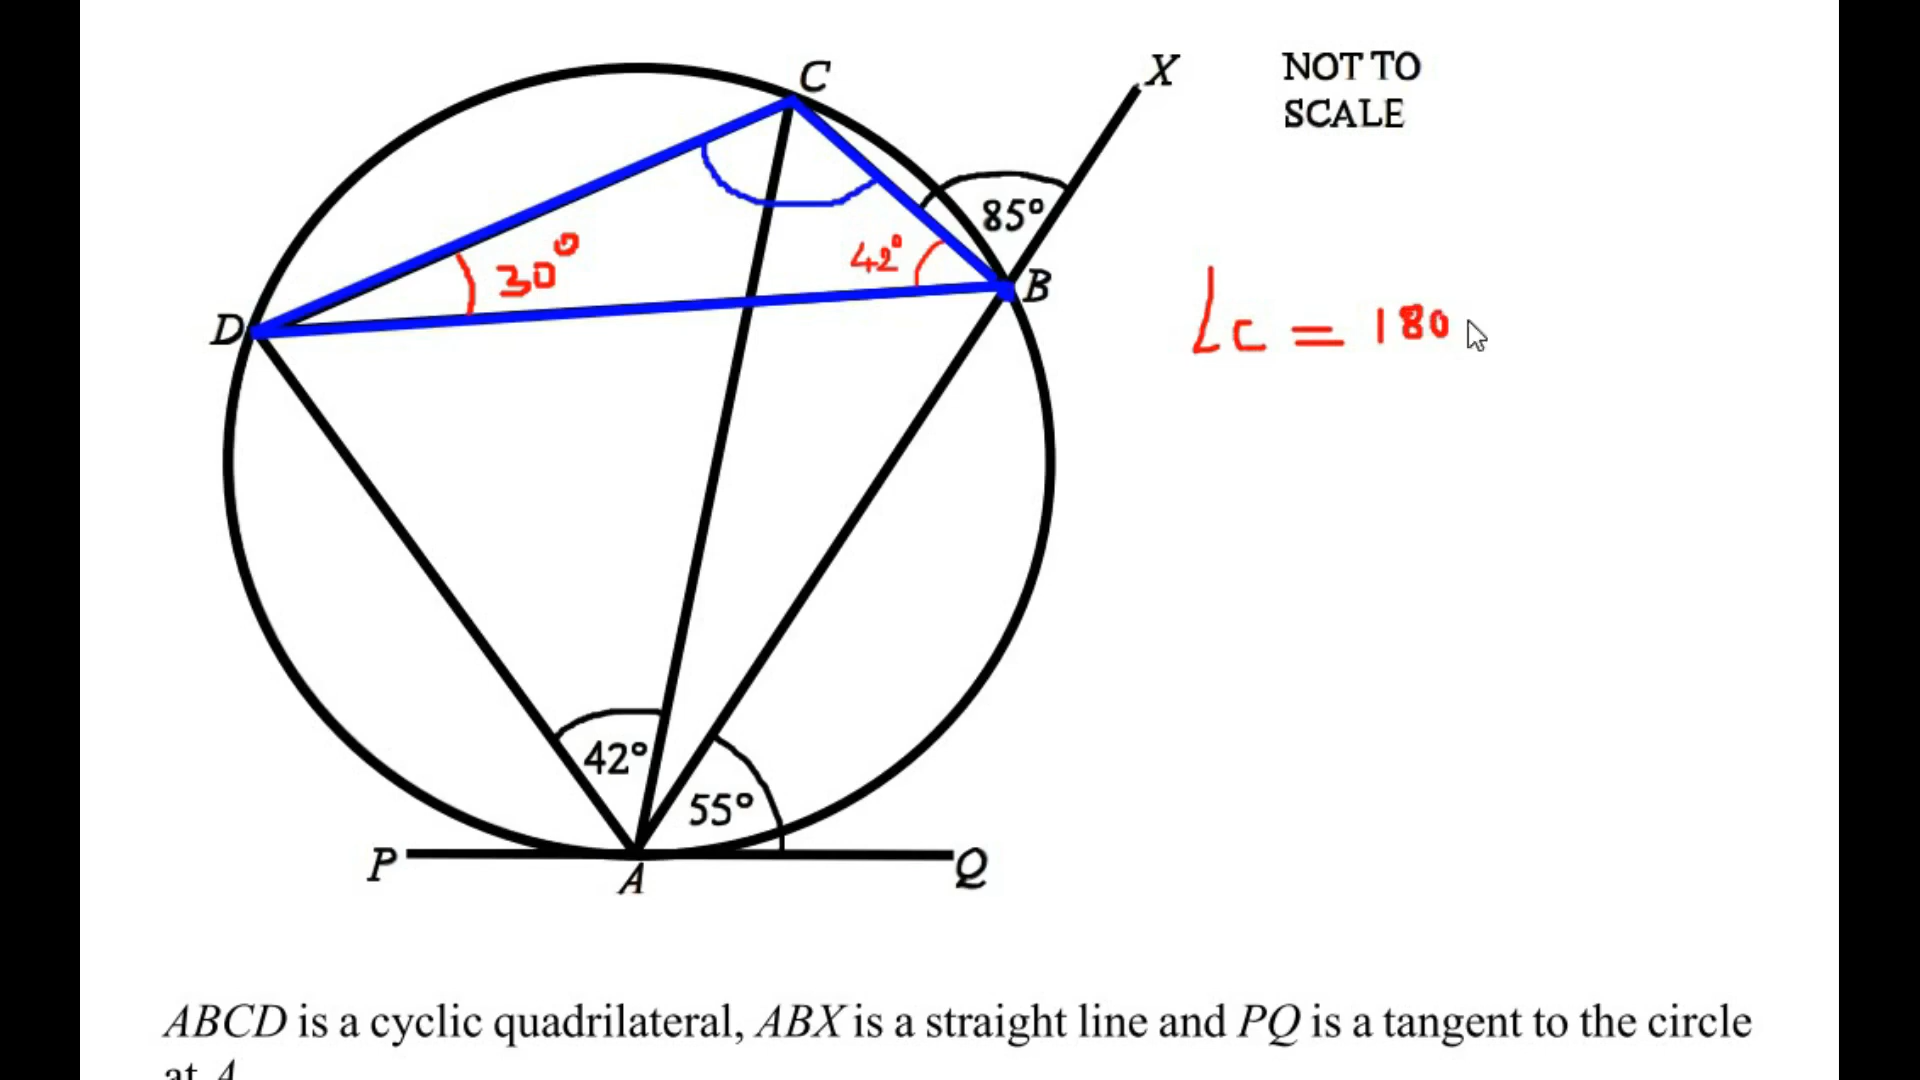 C
X
NOT TO
SCALE
85°
30°
42°
B
D
∠c = 180
42°
55°
P
A
Q
ABCD is a cyclic quadrilateral, ABX is a straight line and PQ is a tangent to the circle
at A